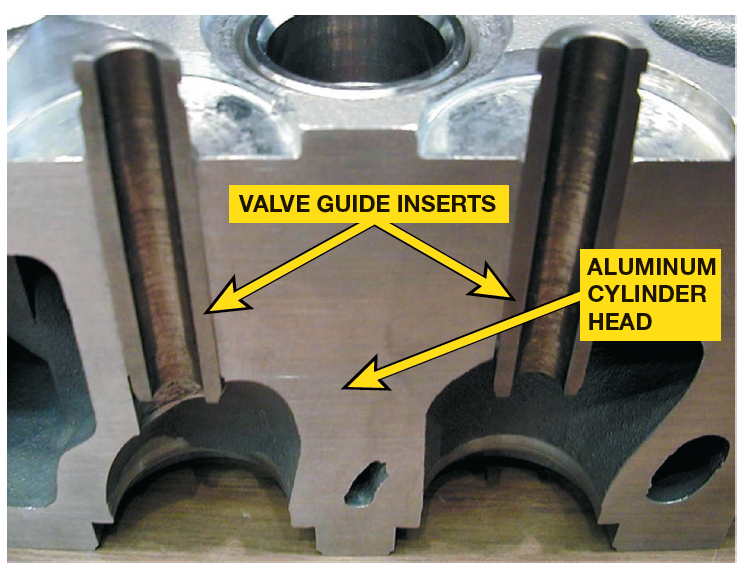 VALVE GUIDE INSERTS
ALUMINUM
CYLINDER
HEAD